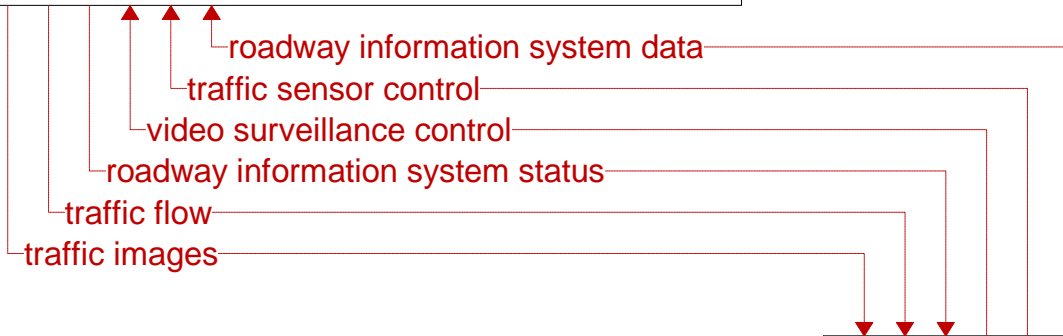 roadway information system data
traffic sensor control
video surveillance control
roadway information system status
traffic flow
traffic images